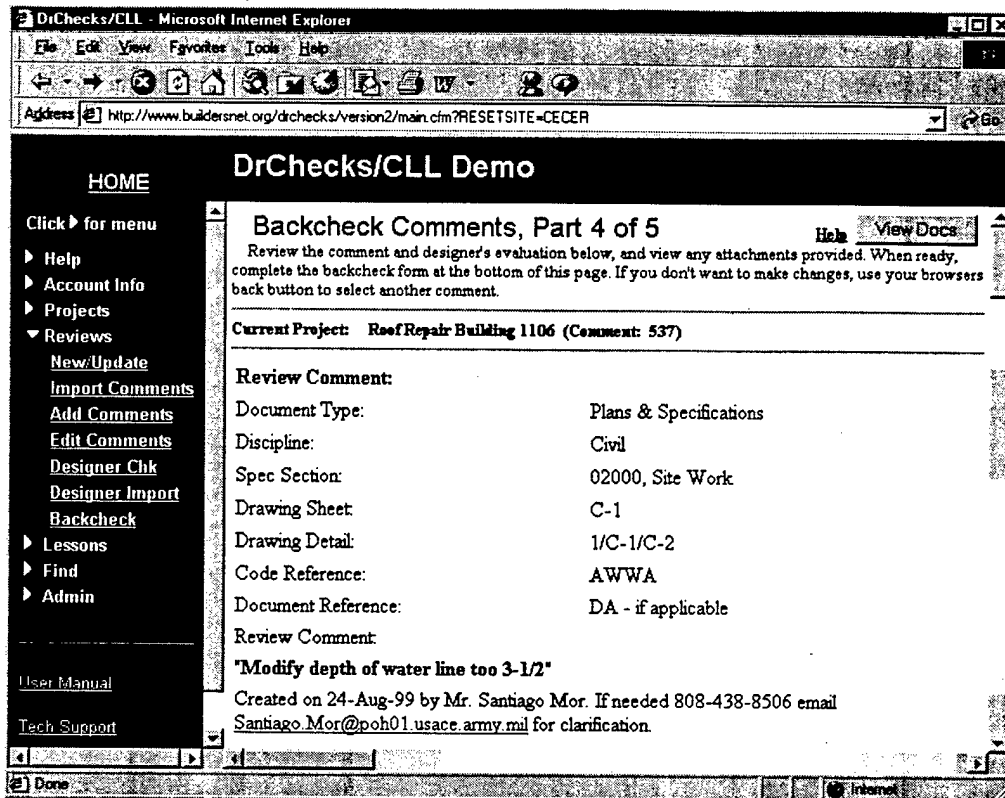 DrChecks/CLL - Microsoft Internet Explorer
File Edit View Favorites Tools Help
Address http://www.buildersnet.org/drchecks/version2/main.cfm?RESETSITE=CECER Go
HOME
DrChecks/CLL Demo
Click for menu
Help
Account Info
Projects
Reviews
New/Update
Import Comments
Add Comments
Edit Comments
Designer Chk
Designer Import
Backcheck
Lessons
Find
Admin
User Manual
Tech Support
Backcheck Comments, Part 4 of 5
Help View Docs
Review the comment and designer's evaluation below, and view any attachments provided. When ready,
complete the backcheck form at the bottom of this page. If you don't want to make changes, use your browsers
back button to select another comment.
Current Project: Roof Repair Building 1106 (Comment: 537)
Review Comment:
Document Type: Plans & Specifications
Discipline: Civil
Spec Section: 02000, Site Work
Drawing Sheet: C-1
Drawing Detail: 1/C-1/C-2
Code Reference: AWWA
Document Reference: DA - if applicable
Review Comment:
"Modify depth of water line too 3-1/2"
Created on 24-Aug-99 by Mr. Santiago Mor. If needed 808-438-8506 email
Santiago.Mor@poh01.usace.army.mil for clarification.
Done Internet